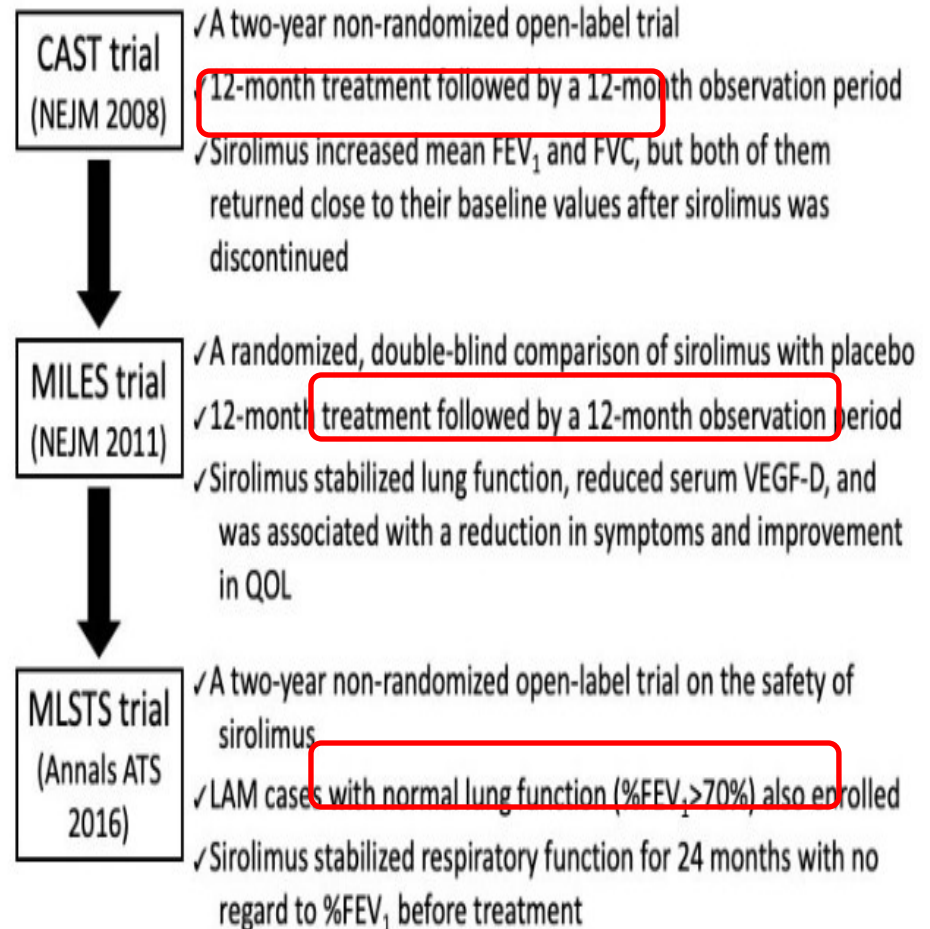 CAST trial
(NEJM 2008)
✓A two-year non-randomized open-label trial
✓12-month treatment followed by a 12-month observation period
✓Sirolimus increased mean FEV₁ and FVC, but both of them
returned close to their baseline values after sirolimus was
discontinued
MILES trial
(NEJM 2011)
✓A randomized, double-blind comparison of sirolimus with placebo
✓12-month treatment followed by a 12-month observation period
✓Sirolimus stabilized lung function, reduced serum VEGF-D, and
was associated with a reduction in symptoms and improvement
in QOL
MLSTS trial
(Annals ATS
2016)
✓A two-year non-randomized open-label trial on the safety of
sirolimus
✓LAM cases with normal lung function (%FEV₁>70%) also enrolled
✓Sirolimus stabilized respiratory function for 24 months with no
regard to %FEV₁ before treatment